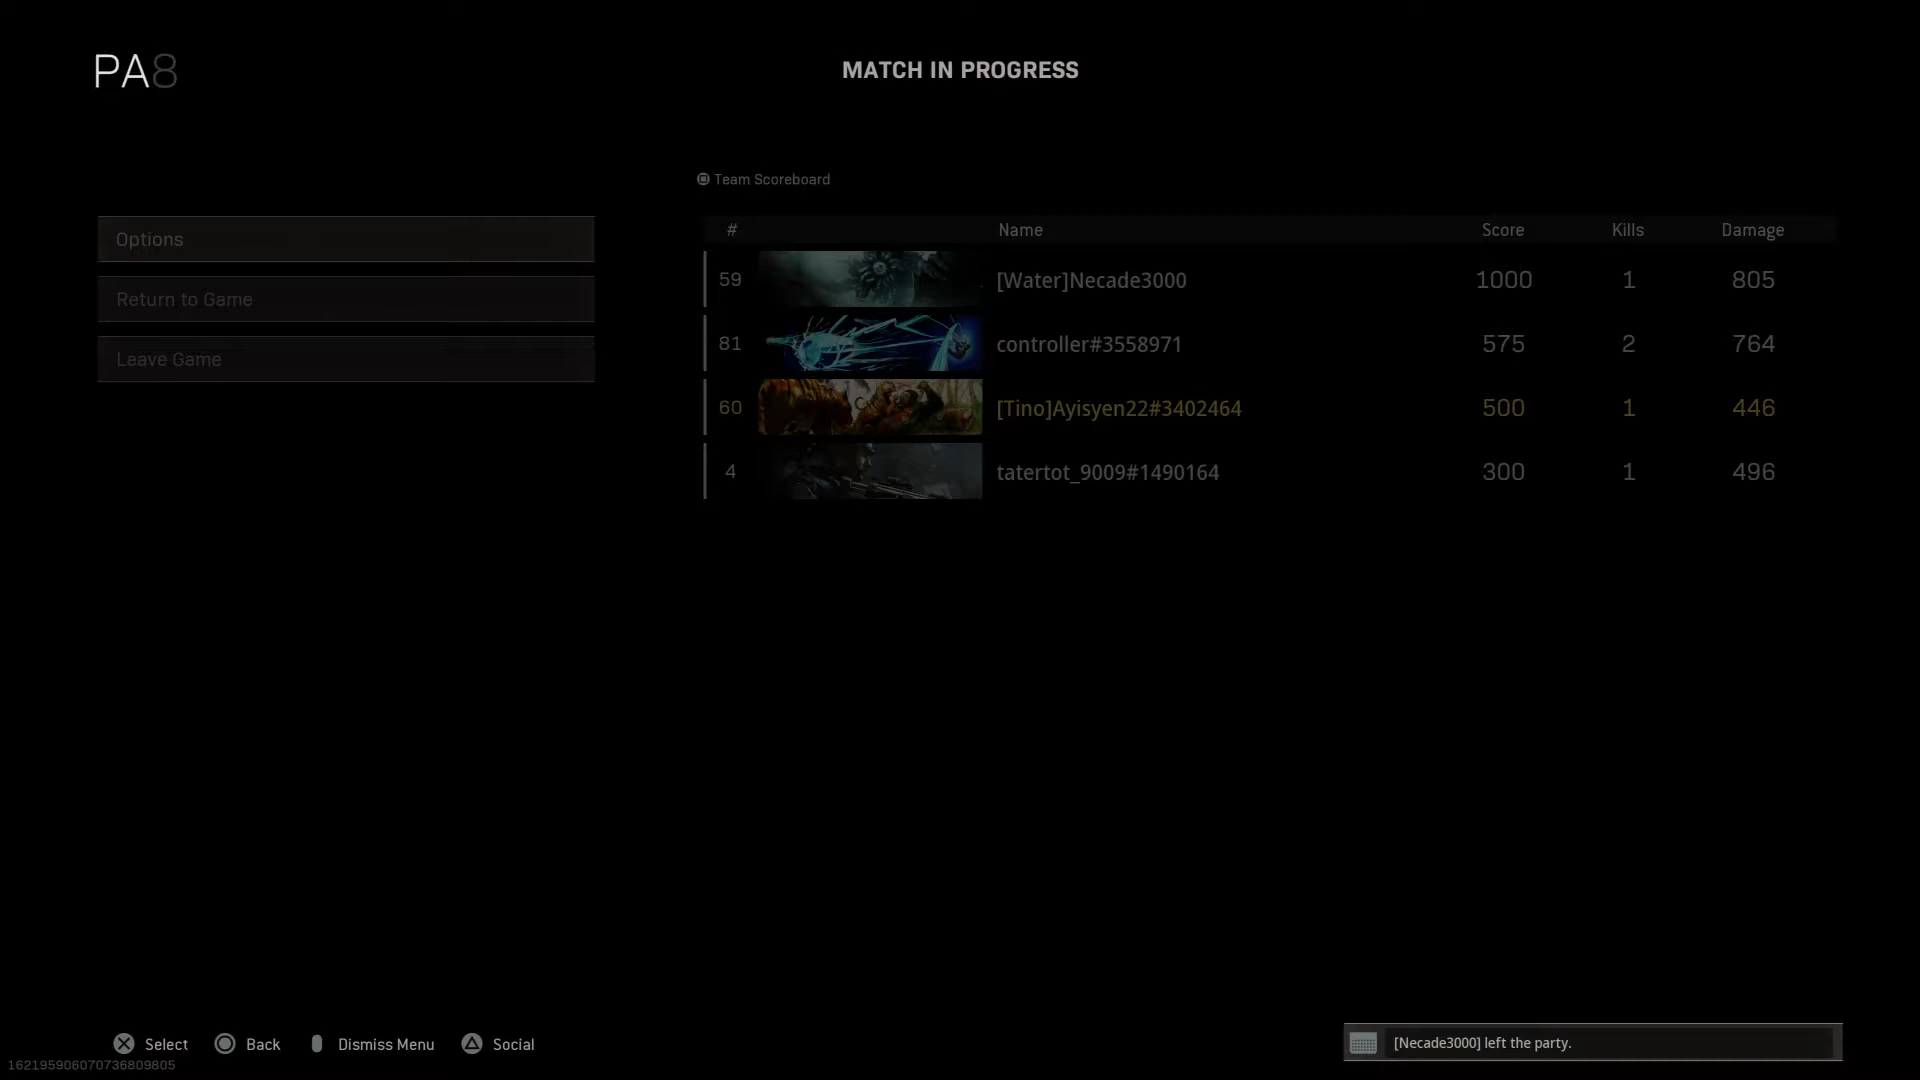 PA8
MATCH IN PROGRESS
Team Scoreboard
Options
Return to Game
Leave Game
# Name Score Kills Damage
59 [Water]Necade3000 1000 1 805
81 controller#3558971 575 2 764
60 [Tino]Ayisyen22#3402464 500 1 446
4 tatertot_9009#1490164 300 1 496
Select Back Dismiss Menu Social
[Necade3000] left the party.
162195906070736809805